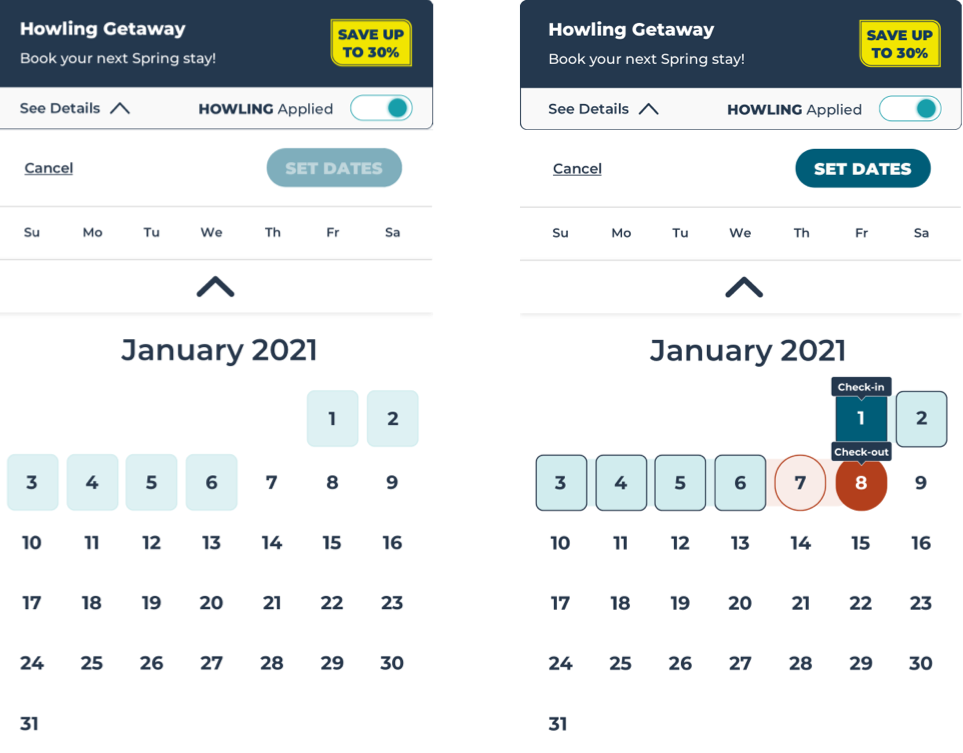 Howling Getaway
Book your next Spring stay!
SAVE UP
TO 30%
See Details
HOWLING Applied
Cancel
SET DATES
Su Mo Tu We Th Fr Sa
January 2021
1 2
3 4 5 6 7 8 9
10 11 12 13 14 15 16
17 18 19 20 21 22 23
24 25 26 27 28 29 30
31
Howling Getaway
Book your next Spring stay!
SAVE UP
TO 30%
See Details
HOWLING Applied
Cancel
SET DATES
Su Mo Tu We Th Fr Sa
January 2021
Check-in
1 2
Check-out
3 4 5 6 7 8 9
10 11 12 13 14 15 16
17 18 19 20 21 22 23
24 25 26 27 28 29 30
31